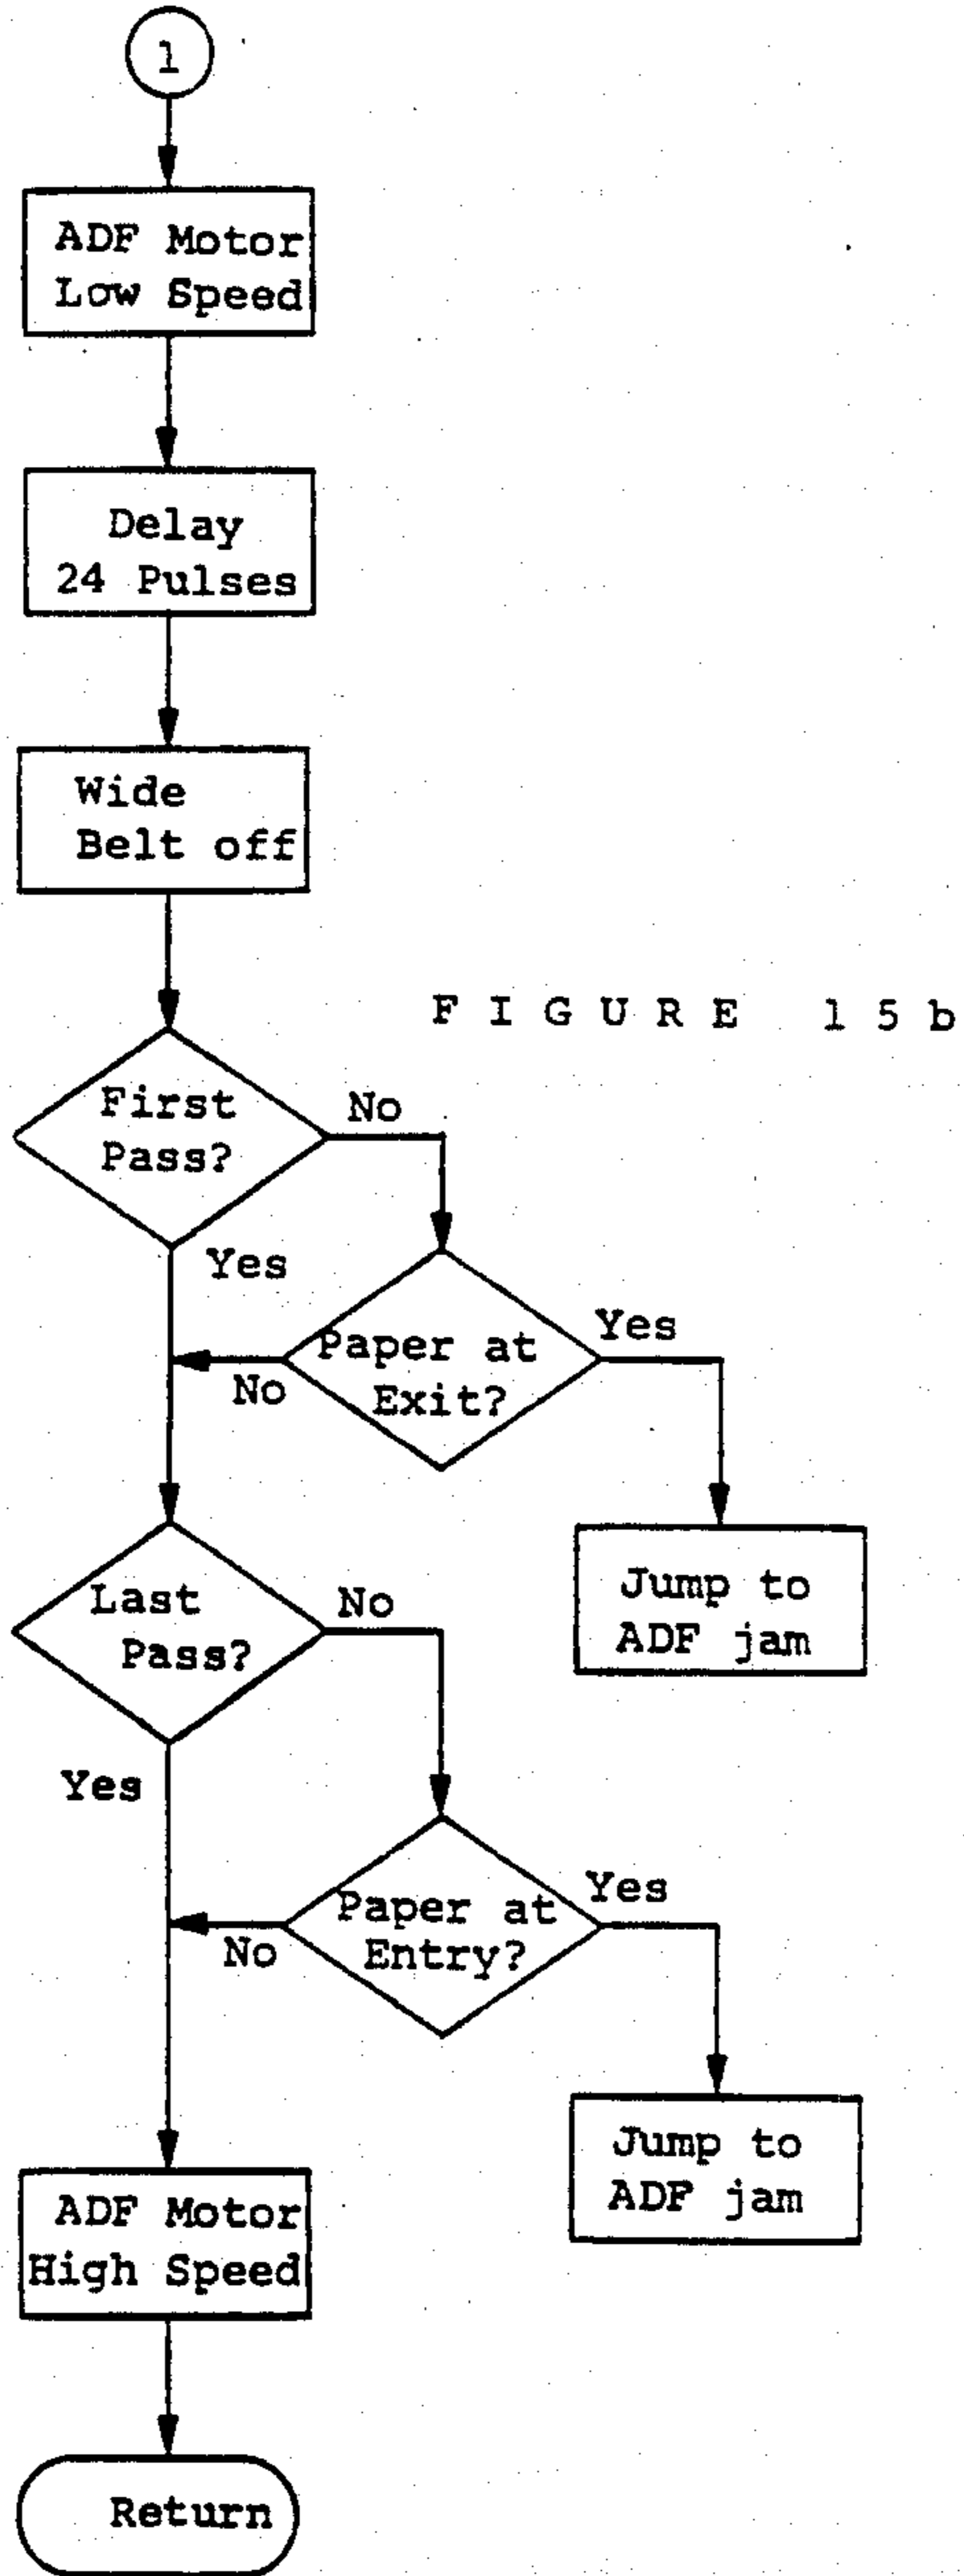 1
ADF Motor
Low Speed
Delay
24 Pulses
Wide
Belt off
F I G U R E 1 5 b
First
Pass?
No
Yes
Paper at
Exit?
Yes
No
Jump to
ADF jam
Last
Pass?
No
Yes
Paper at
Entry?
Yes
No
Jump to
ADF jam
ADF Motor
High Speed
Return